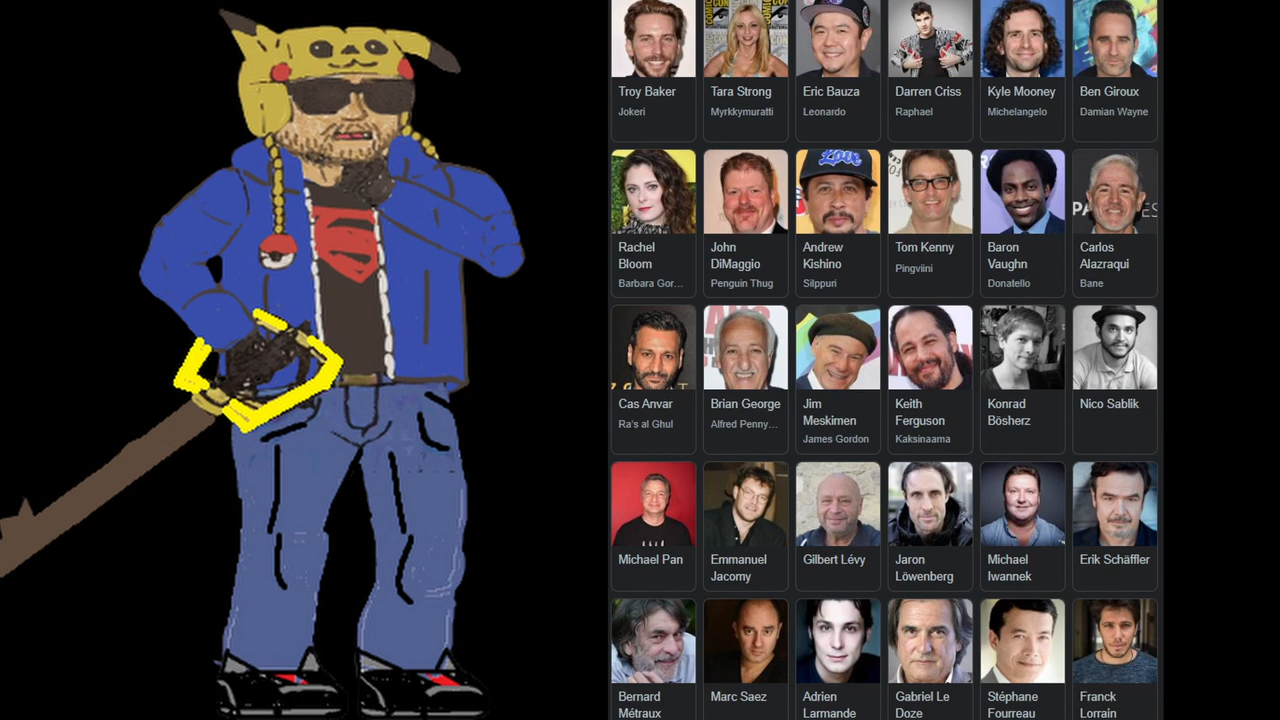 Troy Baker
Jokeri
Tara Strong
Myrkkymuratti
Eric Bauza
Leonardo
Darren Criss
Raphael
Kyle Mooney
Michelangelo
Ben Giroux
Damian Wayne
Rachel
Bloom
Barbara Gor...
John
DiMaggio
Penguin Thug
Andrew
Kishino
Silppuri
Tom Kenny
Pingviini
Baron
Vaughn
Donatello
Carlos
Alazraqui
Bane
Cas Anvar
Ra's al Ghul
Brian George
Alfred Penny...
Jim
Meskimen
James Gordon
Keith
Ferguson
Kaksinaama
Konrad
Bösherz
Nico Sablik
Michael Pan
Emmanuel
Jacomy
Gilbert Lévy
Jaron
Löwenberg
Michael
Iwannek
Erik Schäffler
Bernard
Métraux
Marc Saez
Adrien
Larmande
Gabriel Le
Doze
Stéphane
Fourreau
Franck
Lorrain